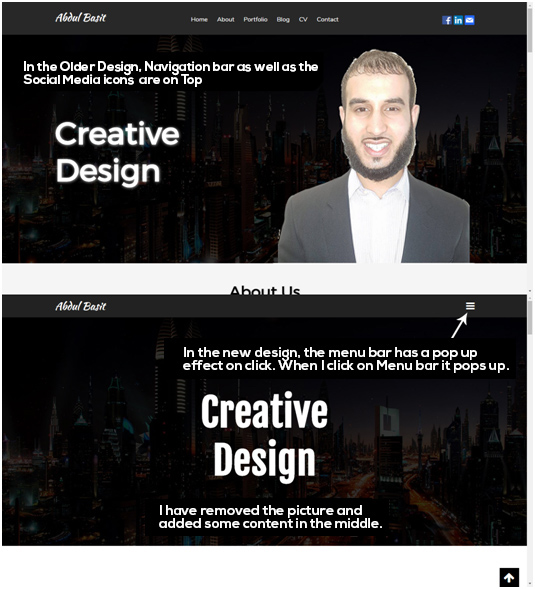 Abdul Basit
Home About Portfolio Blog CV Contact
In the Older Design, Navigation bar as well as the
Social Media icons are on Top
Creative
Design
About Us
Abdul Basit
In the new design, the menu bar has a pop up
effect on click. When I click on Menu bar it pops up.
Creative
Design
I have removed the picture and
added some content in the middle.